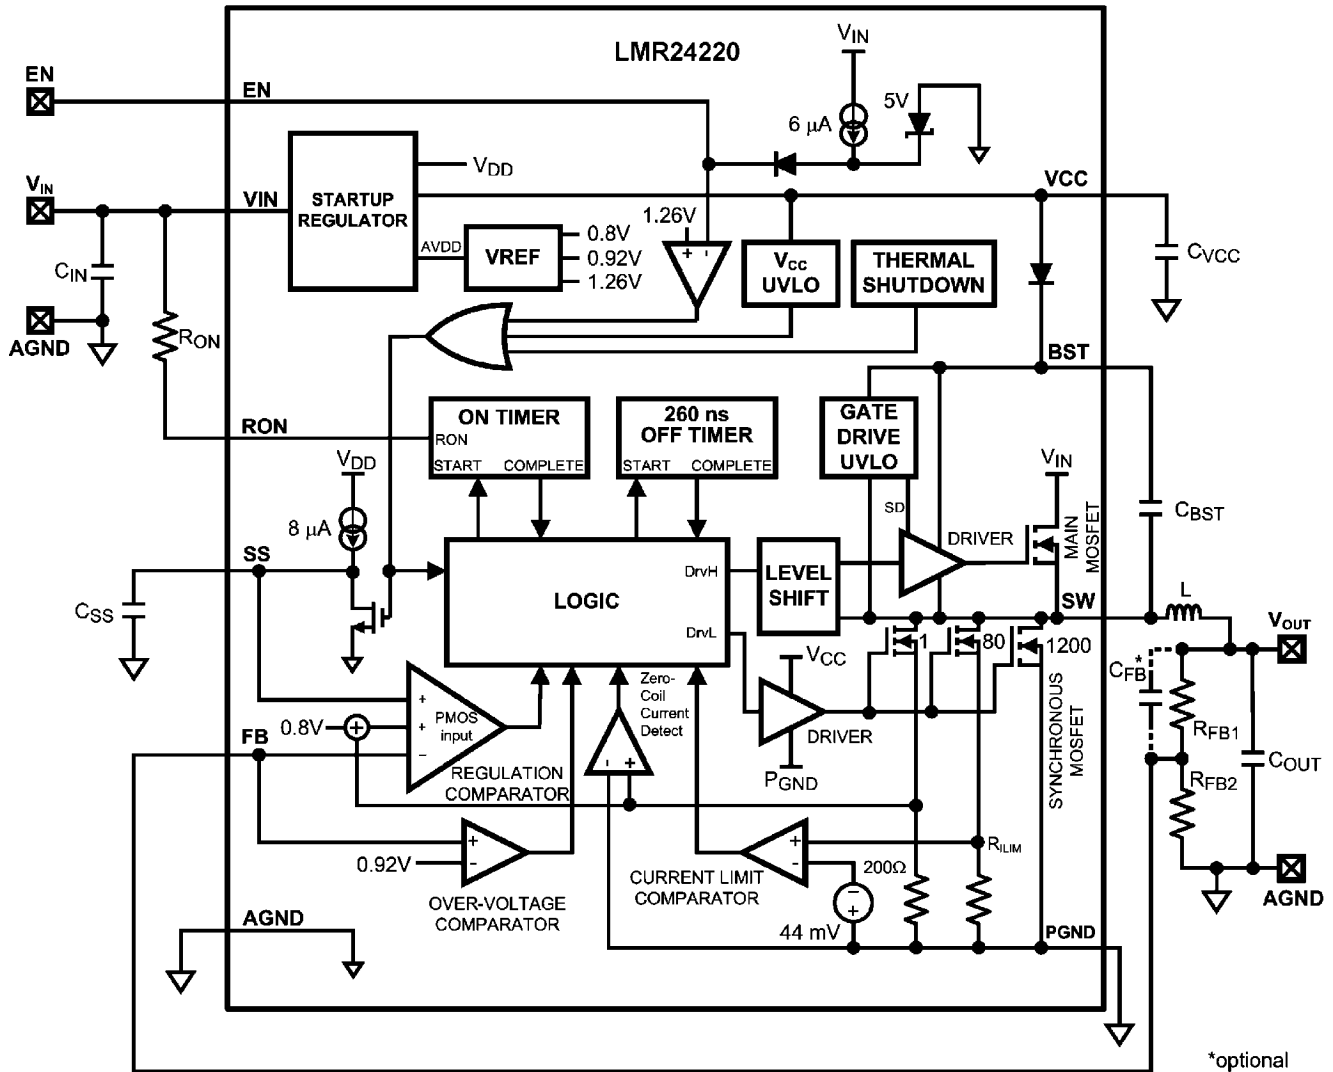 LMR24220
VIN
EN
EN
5V
6 µA
VDD
VCC
VIN
VIN
STARTUP
REGULATOR
1.26V
AVDD
VREF
0.8V
0.92V
1.26V
+
-
VCC
UVLO
THERMAL
SHUTDOWN
CVCC
CIN
AGND
RON
BST
RON
ON TIMER
RON
START
COMPLETE
260 ns
OFF TIMER
START
COMPLETE
GATE
DRIVE
UVLO
SD
VDD
8 µA
VIN
MAIN
MOSFET
CBST
SS
CSS
LOGIC
DrvH
DrvL
LEVEL
SHIFT
DRIVER
SW
L
VOUT
1
80
1200
SYNCHRONOUS
MOSFET
VCC
DRIVER
PGND
Zero-
Coil
Current
Detect
+
+
-
PMOS
input
0.8V
+
FB
REGULATION
COMPARATOR
-
+
CFB*
RFB1
RFB2
COUT
0.92V
+
-
OVER-VOLTAGE
COMPARATOR
+
-
CURRENT LIMIT
COMPARATOR
200Ω
RILIM
-
+
44 mV
AGND
PGND
AGND
*optional